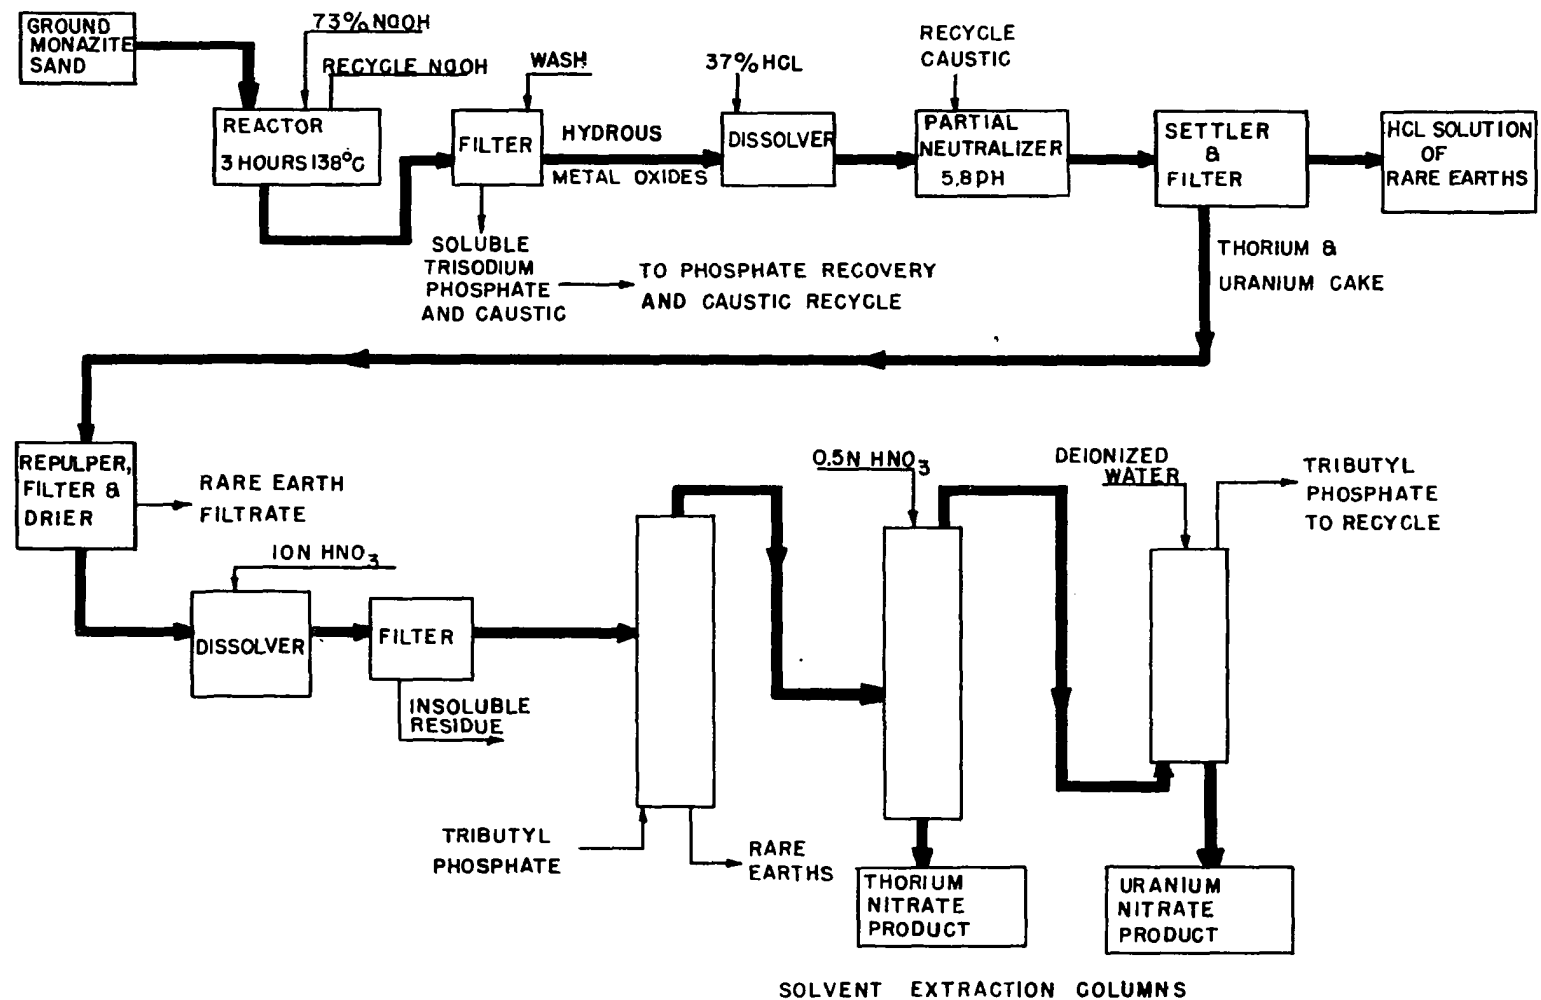 GROUND
MONAZITE
SAND
73% NaOH
RECYCLE NaOH
REACTOR
3 HOURS 138°C
WASH
FILTER
HYDROUS
METAL OXIDES
SOLUBLE
TRISODIUM
PHOSPHATE
AND CAUSTIC
TO PHOSPHATE RECOVERY
AND CAUSTIC RECYCLE
37% HCL
DISSOLVER
RECYCLE
CAUSTIC
PARTIAL
NEUTRALIZER
5.8 pH
SETTLER
&
FILTER
HCL SOLUTION
OF
RARE EARTHS
THORIUM &
URANIUM CAKE
REPULPER,
FILTER &
DRIER
RARE EARTH
FILTRATE
10N HNO3
DISSOLVER
FILTER
INSOLUBLE
RESIDUE
TRIBUTYL
PHOSPHATE
RARE
EARTHS
0.5N HNO3
THORIUM
NITRATE
PRODUCT
DEIONIZED
WATER
TRIBUTYL
PHOSPHATE
TO RECYCLE
URANIUM
NITRATE
PRODUCT
SOLVENT EXTRACTION COLUMNS